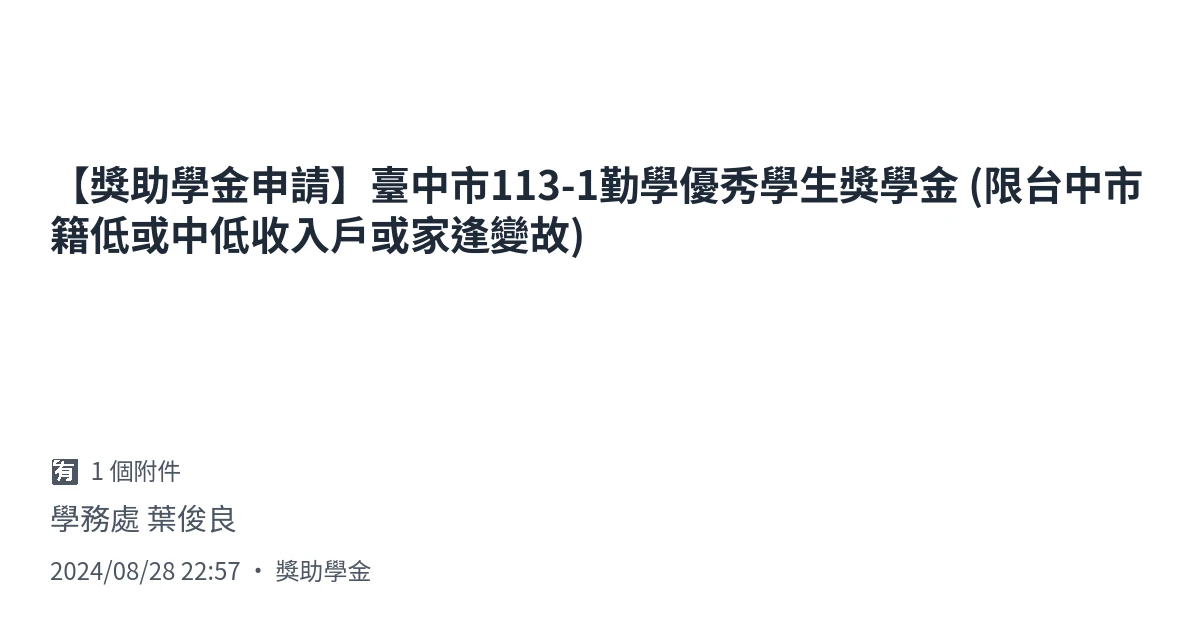 【獎助學金申請】臺中市113-1勤學優秀學生獎學金 (限台中市
籍低或中低收入戶或家逢變故)
有 1 個附件
學務處 葉俊良
2024/08/28 22:57 · 獎助學金